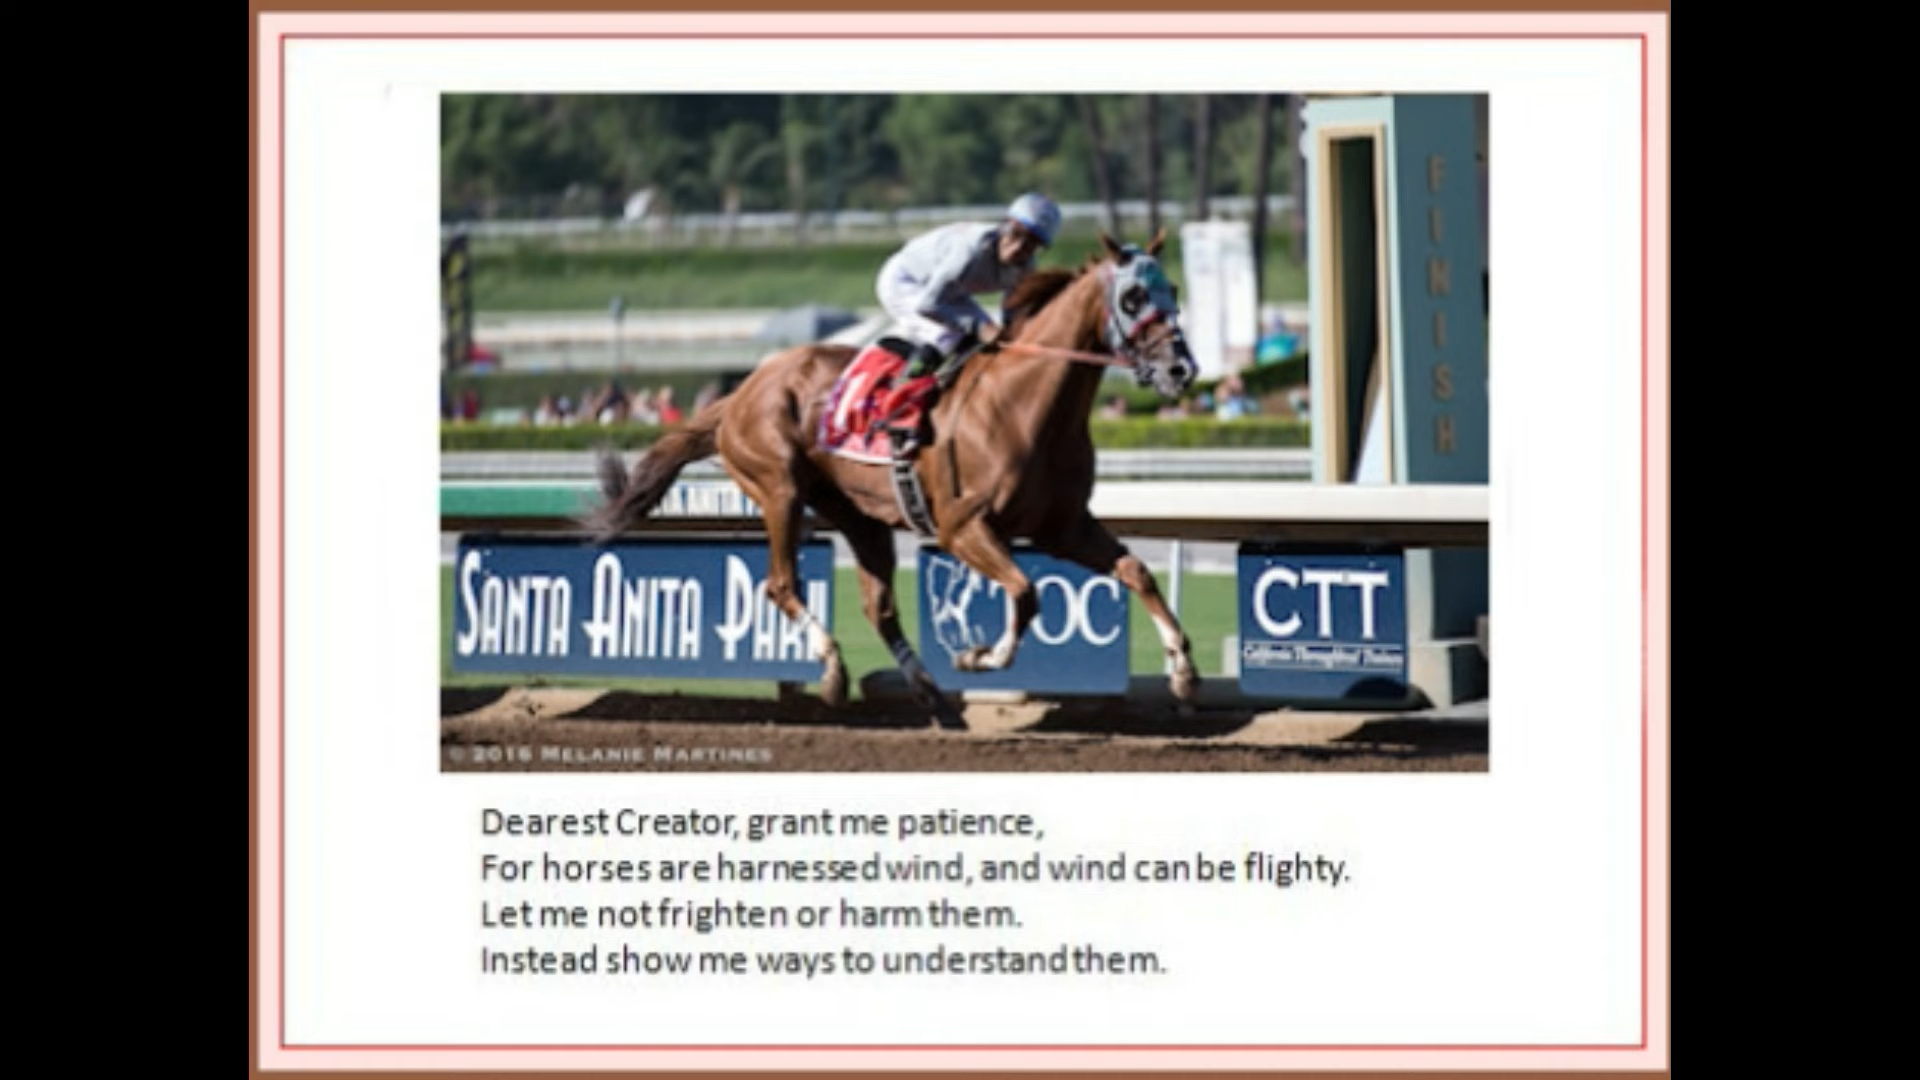 FINISH
1
SANTA ANITA PARK
TOC
CTT
California Thoroughbred Trainers
© 2016 MELANIE MARTINES
Dearest Creator, grant me patience,
For horses are harnessed wind, and wind can be flighty.
Let me not frighten or harm them.
Instead show me ways to understand them.